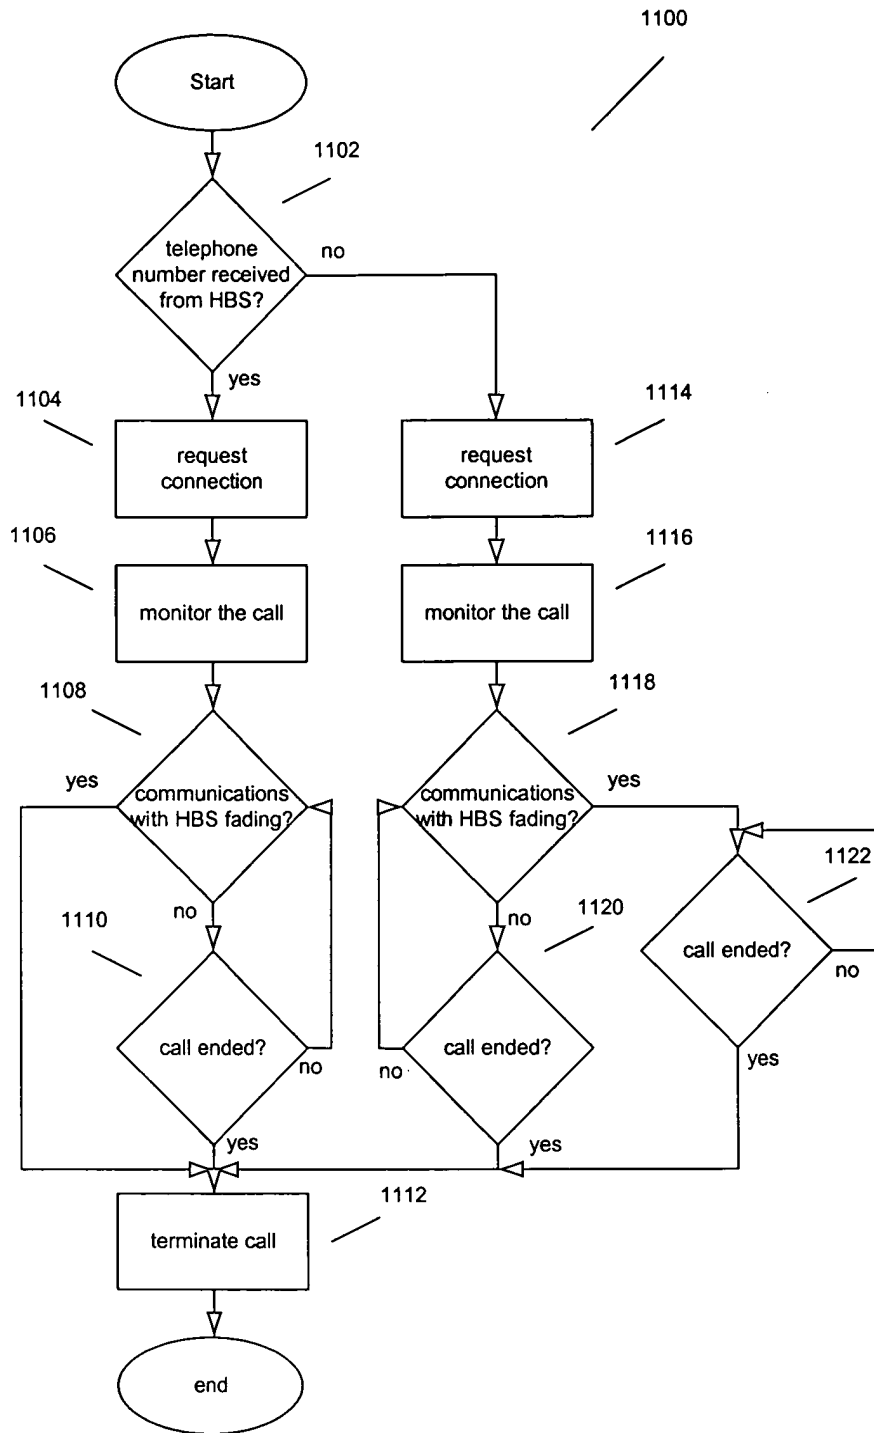 1100
Start
1102
telephone
number received
from HBS?
no
yes
1104
request
connection
1114
request
connection
1106
monitor the call
1116
monitor the call
1108
communications
with HBS fading?
yes
no
1118
communications
with HBS fading?
yes
no
1110
call ended?
no
yes
1120
call ended?
no
yes
1122
call ended?
no
yes
1112
terminate call
end